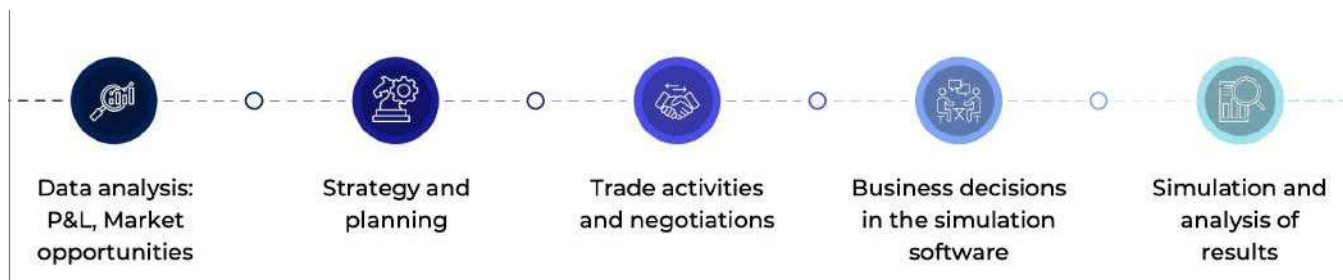 Data analysis:
P&L, Market
opportunities
Strategy and
planning
Trade activities
and negotiations
Business decisions
in the simulation
software
Simulation and
analysis of
results